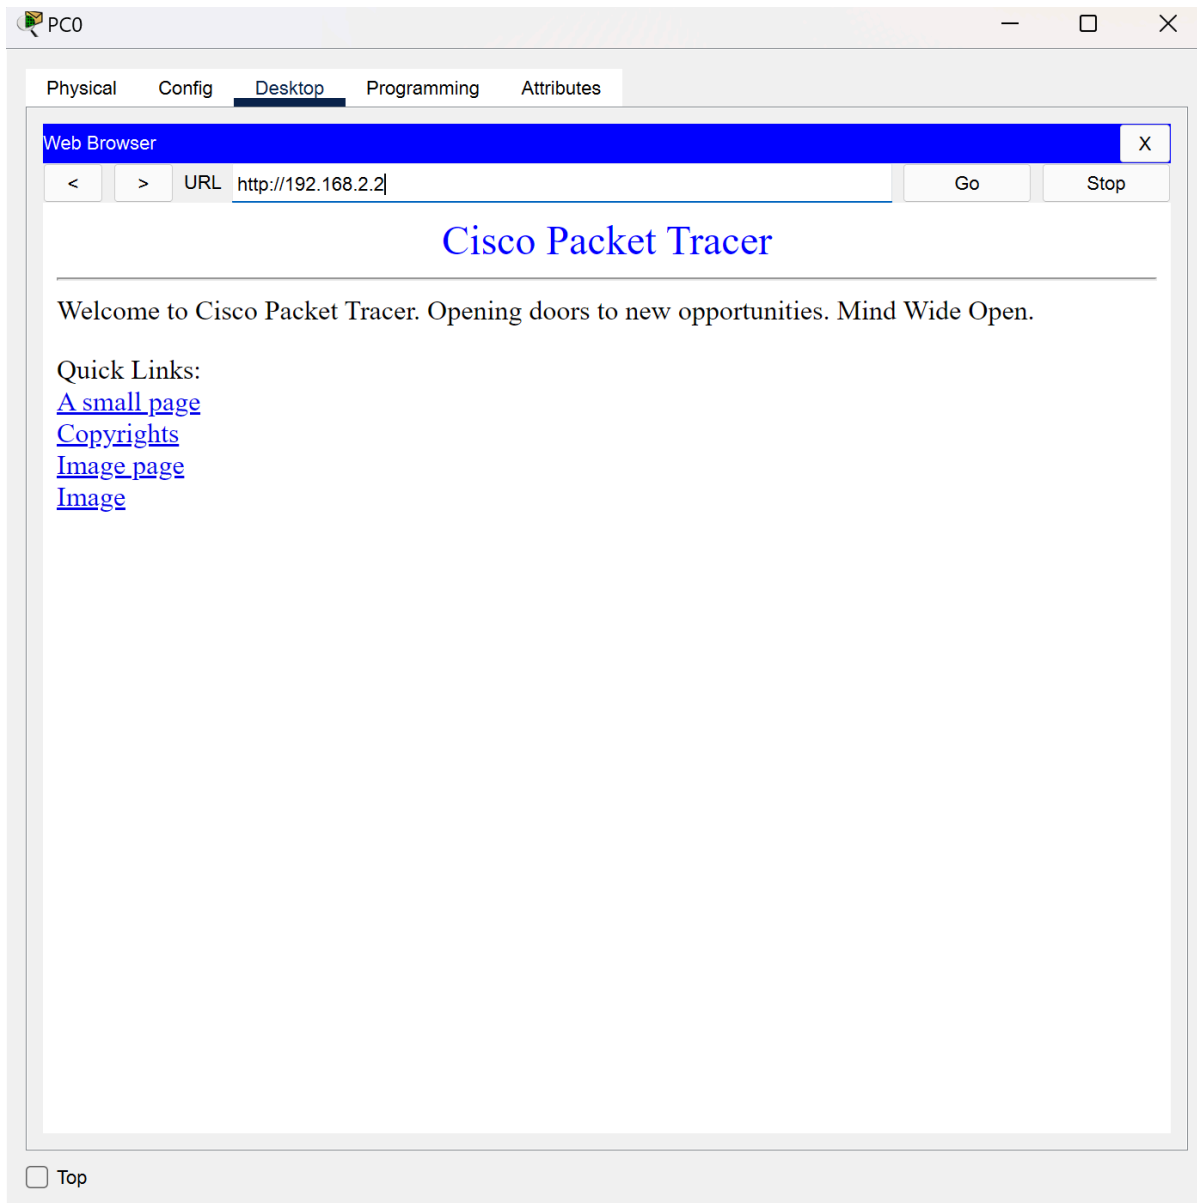 PC0
Physical Config Desktop Programming Attributes
Web Browser X
< > URL http://192.168.2.2 Go Stop
Cisco Packet Tracer
Welcome to Cisco Packet Tracer. Opening doors to new opportunities. Mind Wide Open.
Quick Links:
A small page
Copyrights
Image page
Image
Top